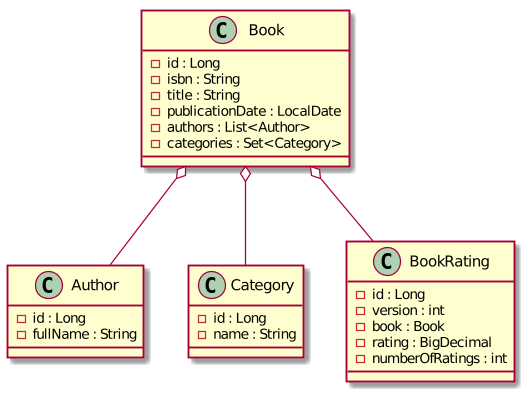 C Book
id : Long
isbn : String
title : String
publicationDate : LocalDate
authors : List<Author>
categories : Set<Category>
C Author
id : Long
fullName : String
C Category
id : Long
name : String
C BookRating
id : Long
version : int
book : Book
rating : BigDecimal
numberOfRatings : int